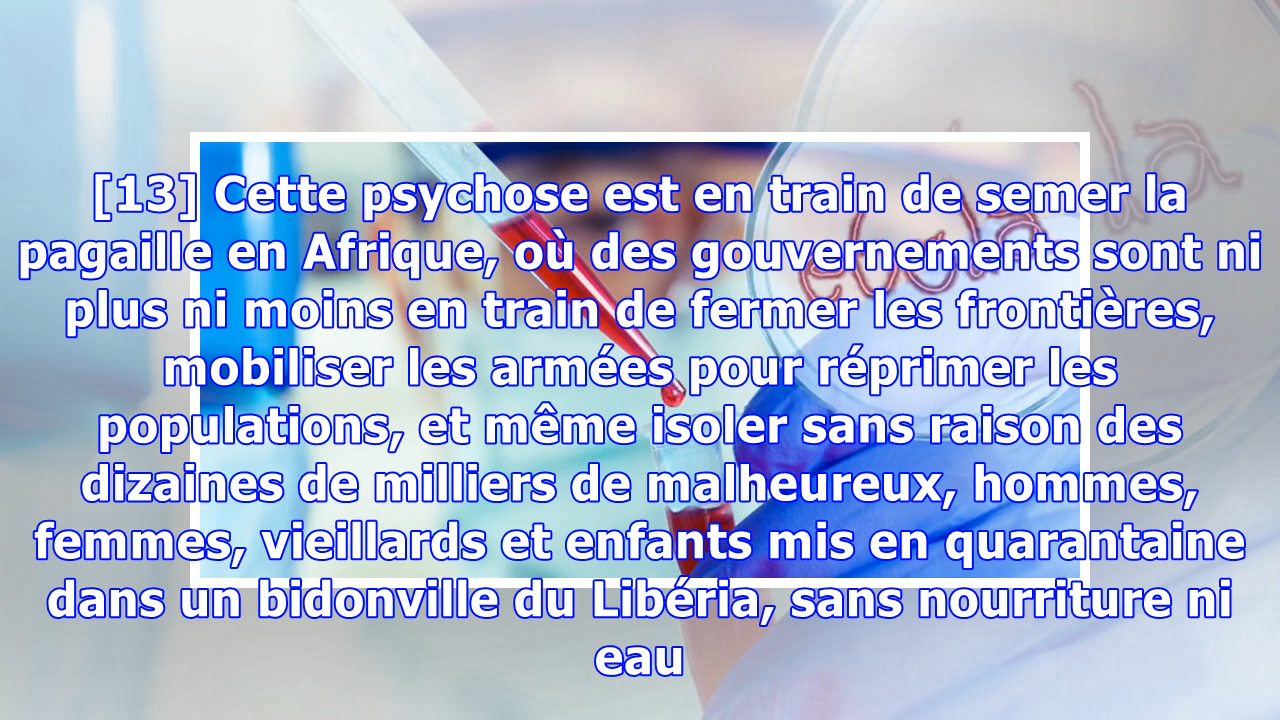 [13] Cette psychose est en train de semer la
pagaille en Afrique, où des gouvernements sont ni
plus ni moins en train de fermer les frontières,
mobiliser les armées pour réprimer les
populations, et même isoler sans raison des
dizaines de milliers de malheureux, hommes,
femmes, vieillards et enfants mis en quarantaine
dans un bidonville du Libéria, sans nourriture ni
eau
ebola
la